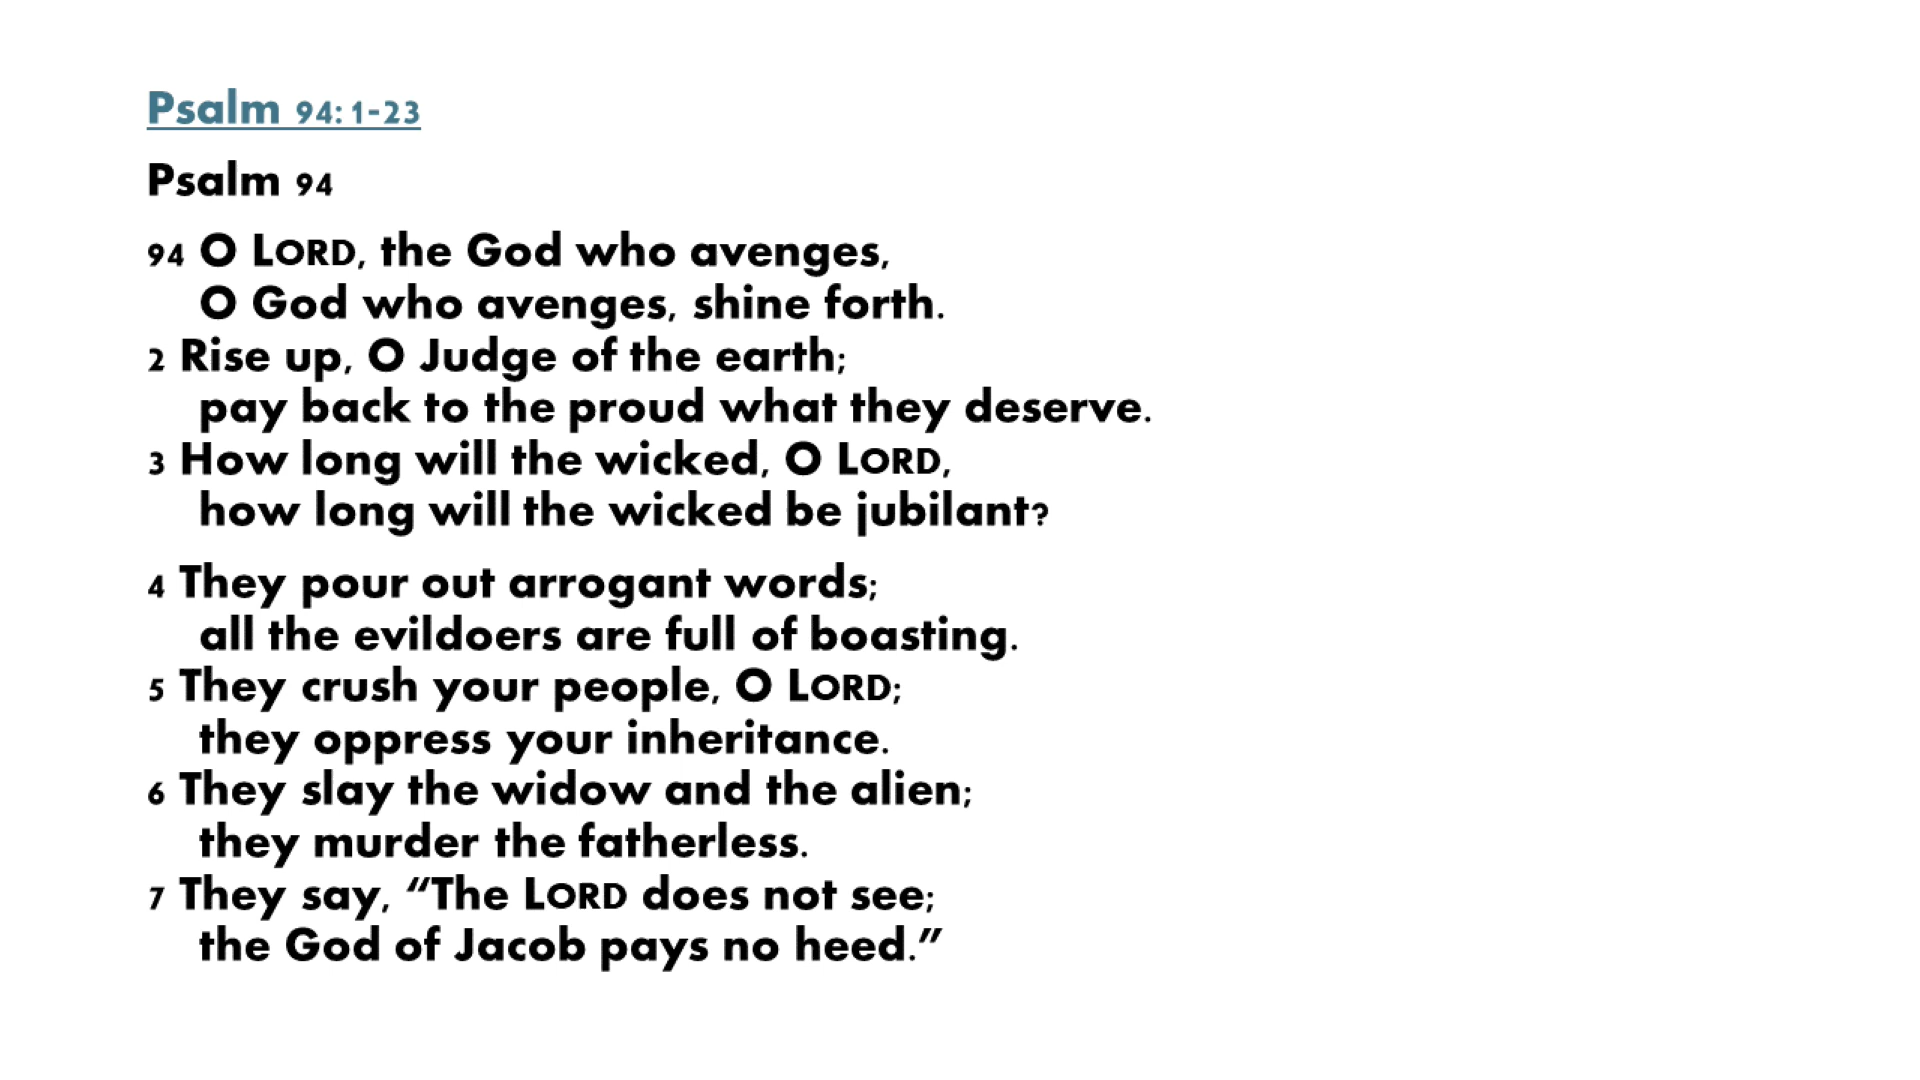 Psalm 94:1-23
Psalm 94
94 O LORD, the God who avenges,
O God who avenges, shine forth.
2 Rise up, O Judge of the earth;
pay back to the proud what they deserve.
3 How long will the wicked, O LORD,
how long will the wicked be jubilant?
4 They pour out arrogant words;
all the evildoers are full of boasting.
5 They crush your people, O LORD;
they oppress your inheritance.
6 They slay the widow and the alien;
they murder the fatherless.
7 They say, “The LORD does not see;
the God of Jacob pays no heed.”